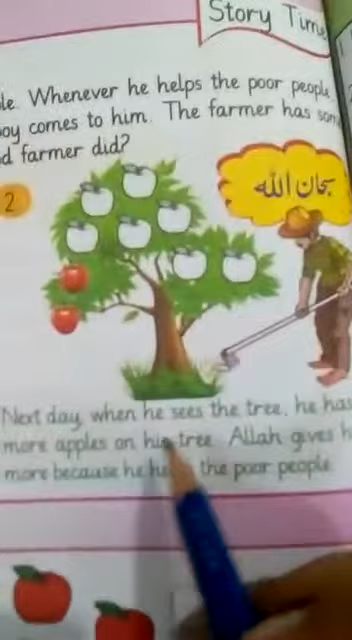 Story Time
le. Whenever he helps the poor people,
boy comes to him. The farmer has som
d farmer did?
2
سبحان الله
Next day, when he sees the tree, he has
more apples on his tree. Allah gives h
more because he he the poor people.